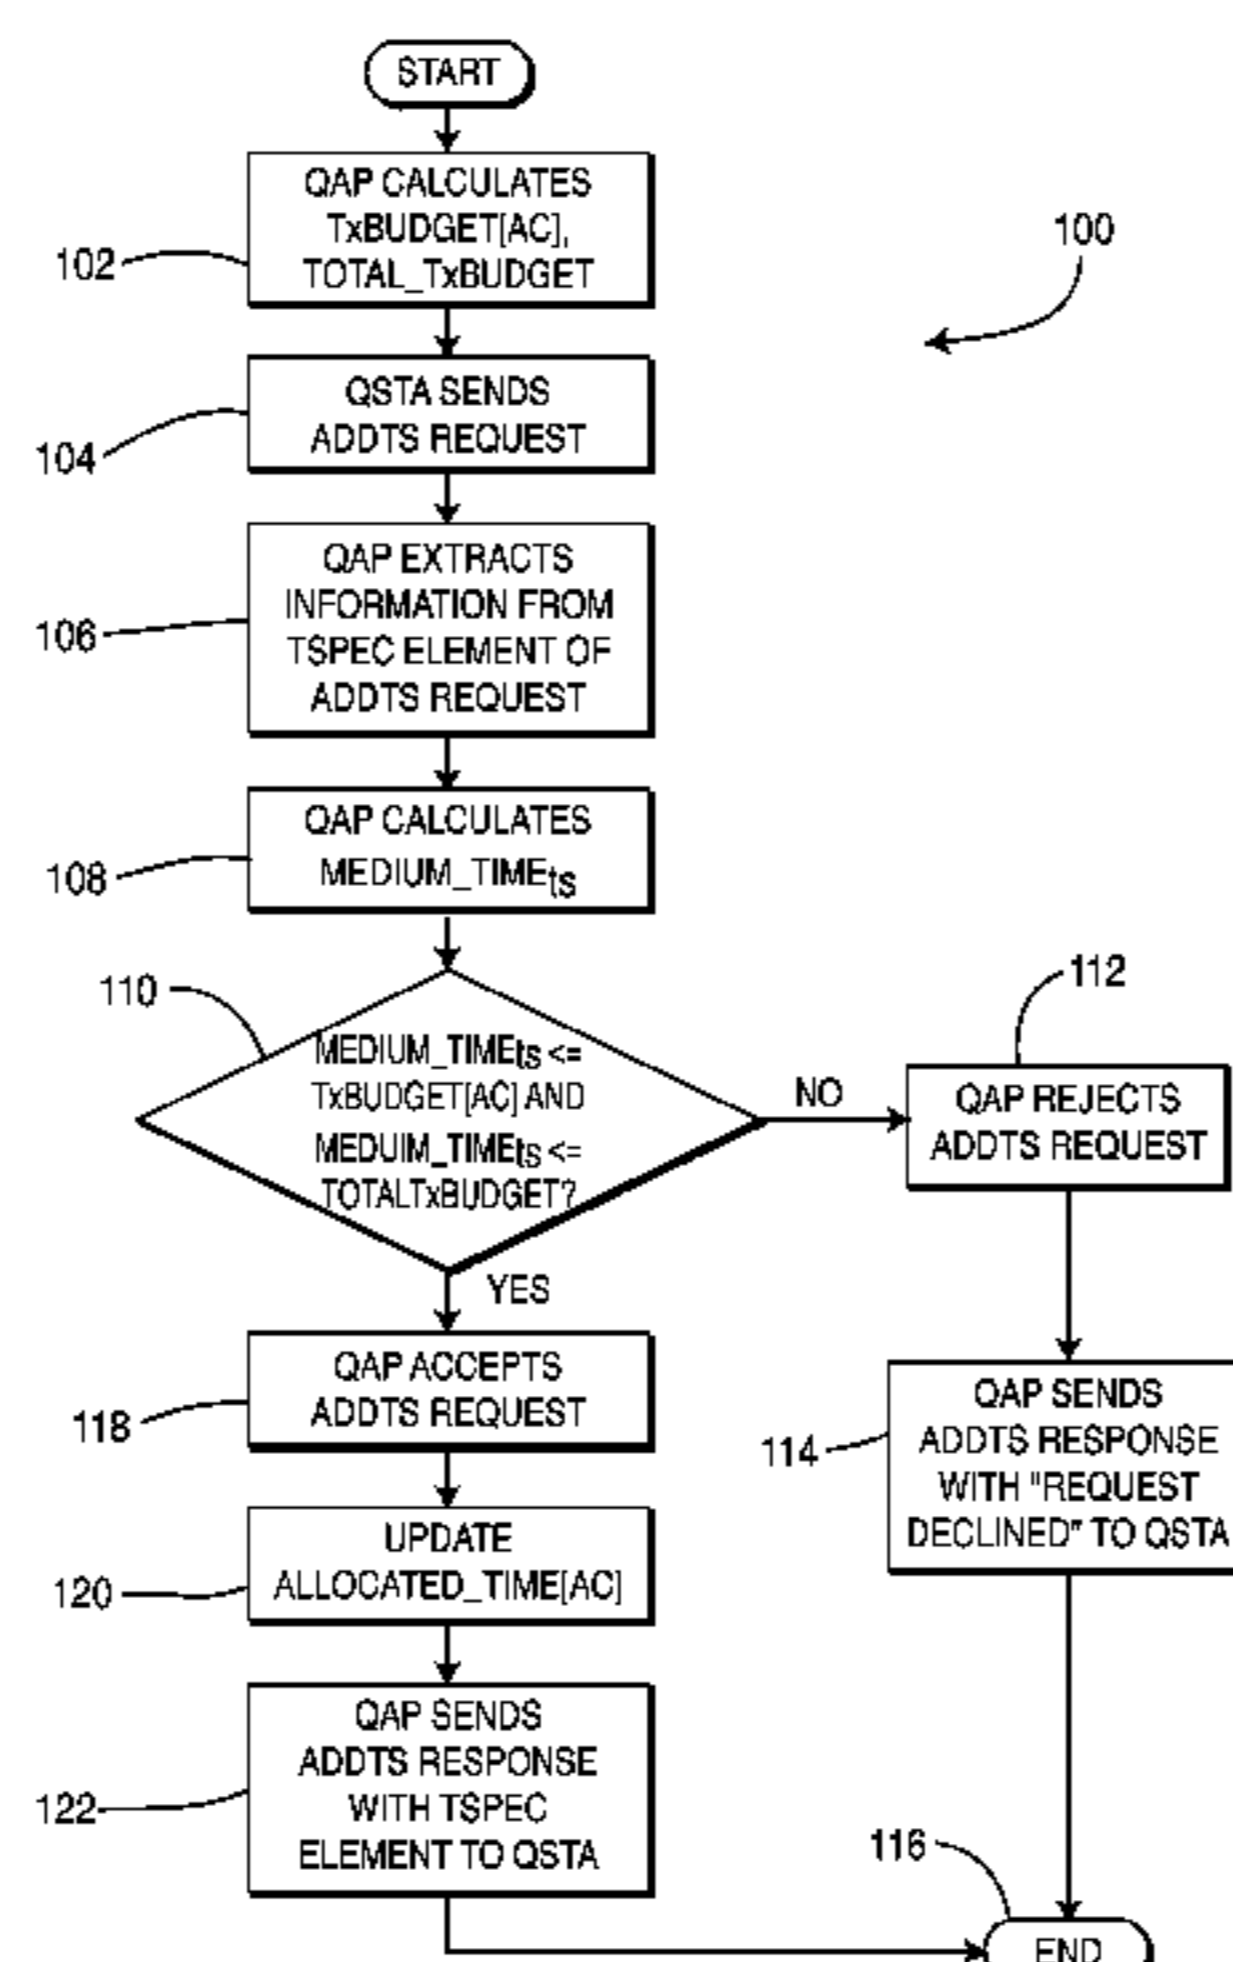 START
QAP CALCULATES
TxBUDGET[AC],
TOTAL_TxBUDGET
102
100
QSTA SENDS
ADDTS REQUEST
104
QAP EXTRACTS
INFORMATION FROM
TSPEC ELEMENT OF
ADDTS REQUEST
106
QAP CALCULATES
MEDIUM_TIMEts
108
110
MEDIUM_TIMEts <=
TxBUDGET[AC] AND
MEDUIM_TIMEts <=
TOTALTxBUDGET?
NO
112
QAP REJECTS
ADDTS REQUEST
YES
QAP ACCEPTS
ADDTS REQUEST
118
QAP SENDS
ADDTS RESPONSE
WITH "REQUEST
DECLINED" TO QSTA
114
UPDATE
ALLOCATED_TIME[AC]
120
QAP SENDS
ADDTS RESPONSE
WITH TSPEC
ELEMENT TO QSTA
122
116
END